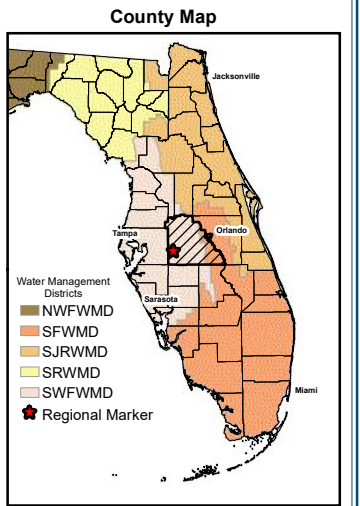 County Map
Jacksonville
Orlando
Tampa
Water Management
Districts
Sarasota
NWFWMD
SFWMD
SJRWMD
SRWMD
SWFWMD
Regional Marker
Miami